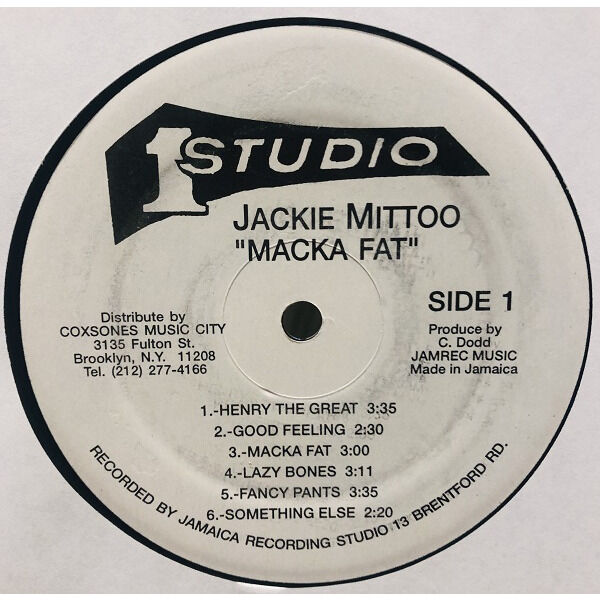 1 STUDIO
JACKIE MITTOO
"MACKA FAT"
Distribute by
COXSONES MUSIC CITY
3135 Fulton St.
Brooklyn, N.Y. 11208
Tel. (212) 277-4166
SIDE 1
Produce by
C. Dodd
JAMREC MUSIC
Made in Jamaica
1.-HENRY THE GREAT 3:35
2.-GOOD FEELING 2:30
3.-MACKA FAT 3:00
4.-LAZY BONES 3:11
5.-FANCY PANTS 3:35
6.-SOMETHING ELSE 2:20
RECORDED BY JAMAICA RECORDING STUDIO 13 BRENTFORD RD.